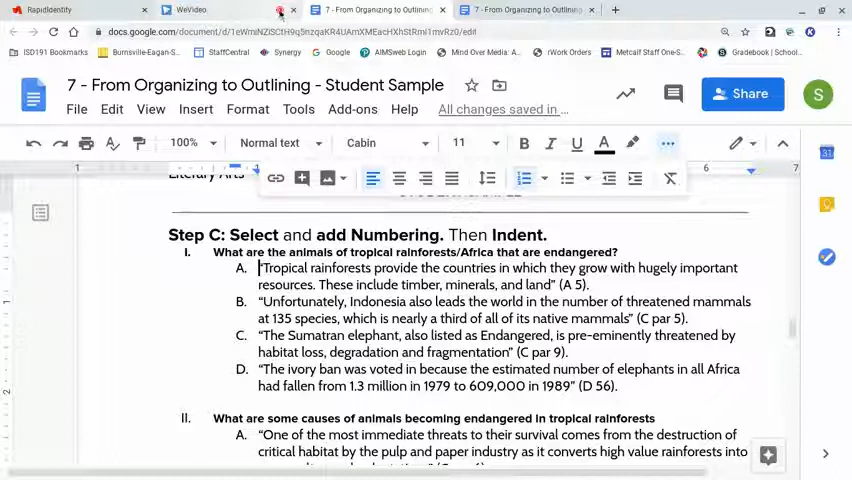 RapidIdentity
WeVideo
7 - From Organizing to Outlining
7 - From Organizing to Outlining
ISD191 Bookmarks
Burnsville-Eagan-S
StaffCentral
Synergy
Google
AIMSweb Login
Mind Over Media: A...
rWork Orders
Metcalf Staff One-S...
Gradebook | School...
7 - From Organizing to Outlining - Student Sample
File Edit View Insert Format Tools Add-ons Help All changes saved in ...
Share
S
100% Normal text Cabin 11 B I U A
1 6 7
Literary Arts
Step C: Select and add Numbering. Then Indent.
I. What are the animals of tropical rainforests/Africa that are endangered?
A. “Tropical rainforests provide the countries in which they grow with hugely important
resources. These include timber, minerals, and land” (A 5).
B. “Unfortunately, Indonesia also leads the world in the number of threatened mammals
at 135 species, which is nearly a third of all of its native mammals” (C par 5).
C. “The Sumatran elephant, also listed as Endangered, is pre-eminently threatened by
habitat loss, degradation and fragmentation” (C par 9).
D. “The ivory ban was voted in because the estimated number of elephants in all Africa
had fallen from 1.3 million in 1979 to 609,000 in 1989” (D 56).
II. What are some causes of animals becoming endangered in tropical rainforests
A. “One of the most immediate threats to their survival comes from the destruction of
critical habitat by the pulp and paper industry as it converts high value rainforests into